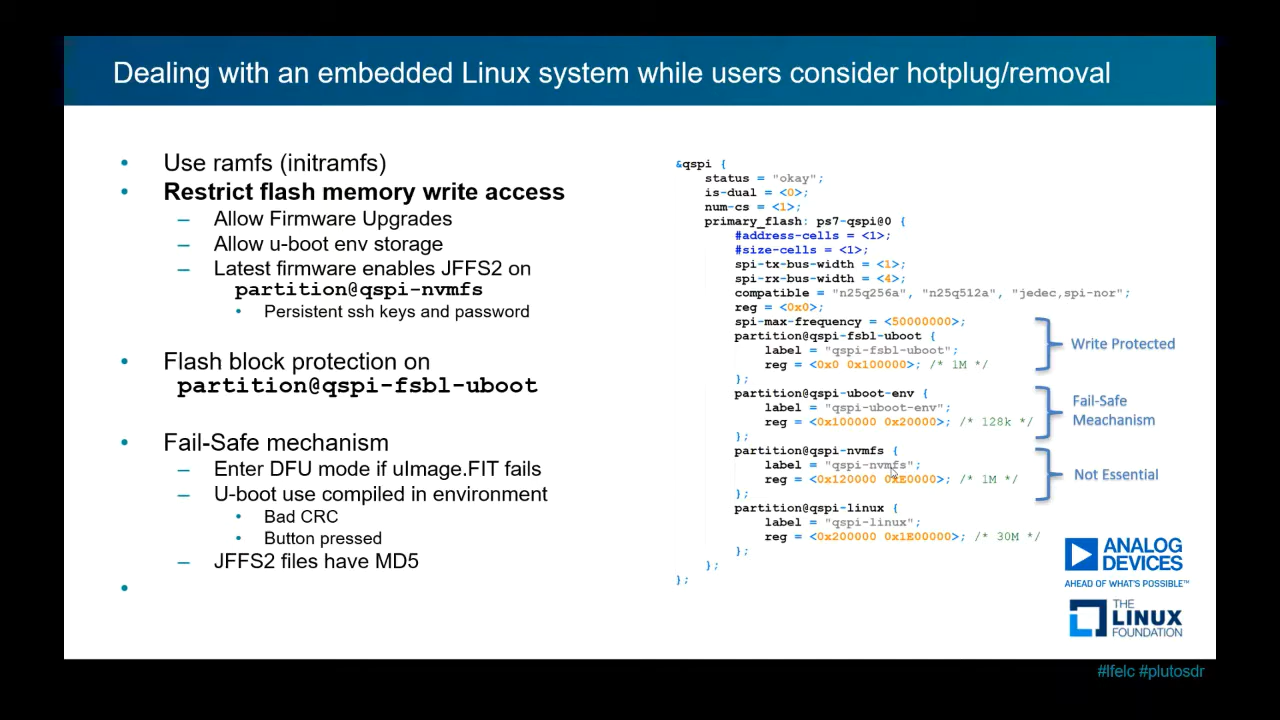 Dealing with an embedded Linux system while users consider hotplug/removal
• Use ramfs (initramfs)
• Restrict flash memory write access
– Allow Firmware Upgrades
– Allow u-boot env storage
– Latest firmware enables JFFS2 on
partition@qspi-nvmfs
• Persistent ssh keys and password
• Flash block protection on
partition@qspi-fsbl-uboot
• Fail-Safe mechanism
– Enter DFU mode if uImage.FIT fails
– U-boot use compiled in environment
• Bad CRC
• Button pressed
– JFFS2 files have MD5
•
&qspi {
status = "okay";
is-dual = <0>;
num-cs = <1>;
primary_flash: ps7-qspi@0 {
#address-cells = <1>;
#size-cells = <1>;
spi-tx-bus-width = <1>;
spi-rx-bus-width = <4>;
compatible = "n25q256a", "n25q512a", "jedec,spi-nor";
reg = <0x0>;
spi-max-frequency = <50000000>;
partition@qspi-fsbl-uboot {
label = "qspi-fsbl-uboot";
reg = <0x0 0x100000>; /* 1M */
};
partition@qspi-uboot-env {
label = "qspi-uboot-env";
reg = <0x100000 0x20000>; /* 128k */
};
partition@qspi-nvmfs {
label = "qspi-nvmfs";
reg = <0x120000 0xE0000>; /* 1M */
};
partition@qspi-linux {
label = "qspi-linux";
reg = <0x200000 0x1E00000>; /* 30M */
};
};
};
Write Protected
Fail-Safe
Meachanism
Not Essential
ANALOG
DEVICES
AHEAD OF WHAT'S POSSIBLE™
THE
LINUX
FOUNDATION
#lfelc #plutosdr